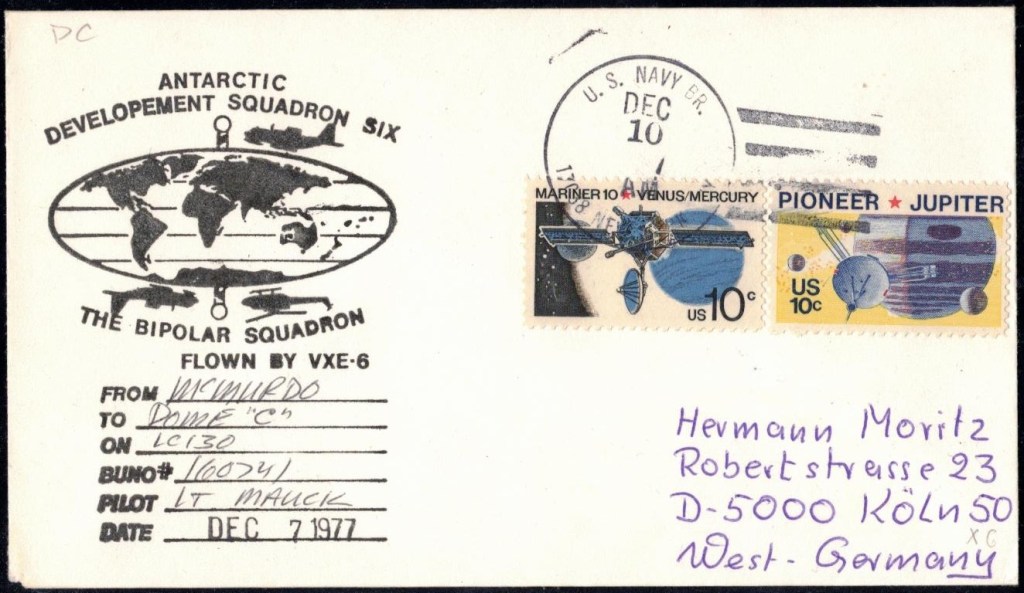 DC
ANTARCTIC
DEVELOPEMENT SQUADRON SIX
THE BIPOLAR SQUADRON
FLOWN BY VXE-6
FROM McMURDO
TO DOME "C"
ON LC130
BUNO# 160741
PILOT LT MAUCK
DATE DEC 7 1977
U.S. NAVY BR.
DEC
10
AM
MARINER 10 ★ VENUS/MERCURY
US 10c
PIONEER ★ JUPITER
US
10c
Hermann Moritz
Robertstrasse 23
D-5000 KÖLN 50
West-Germany